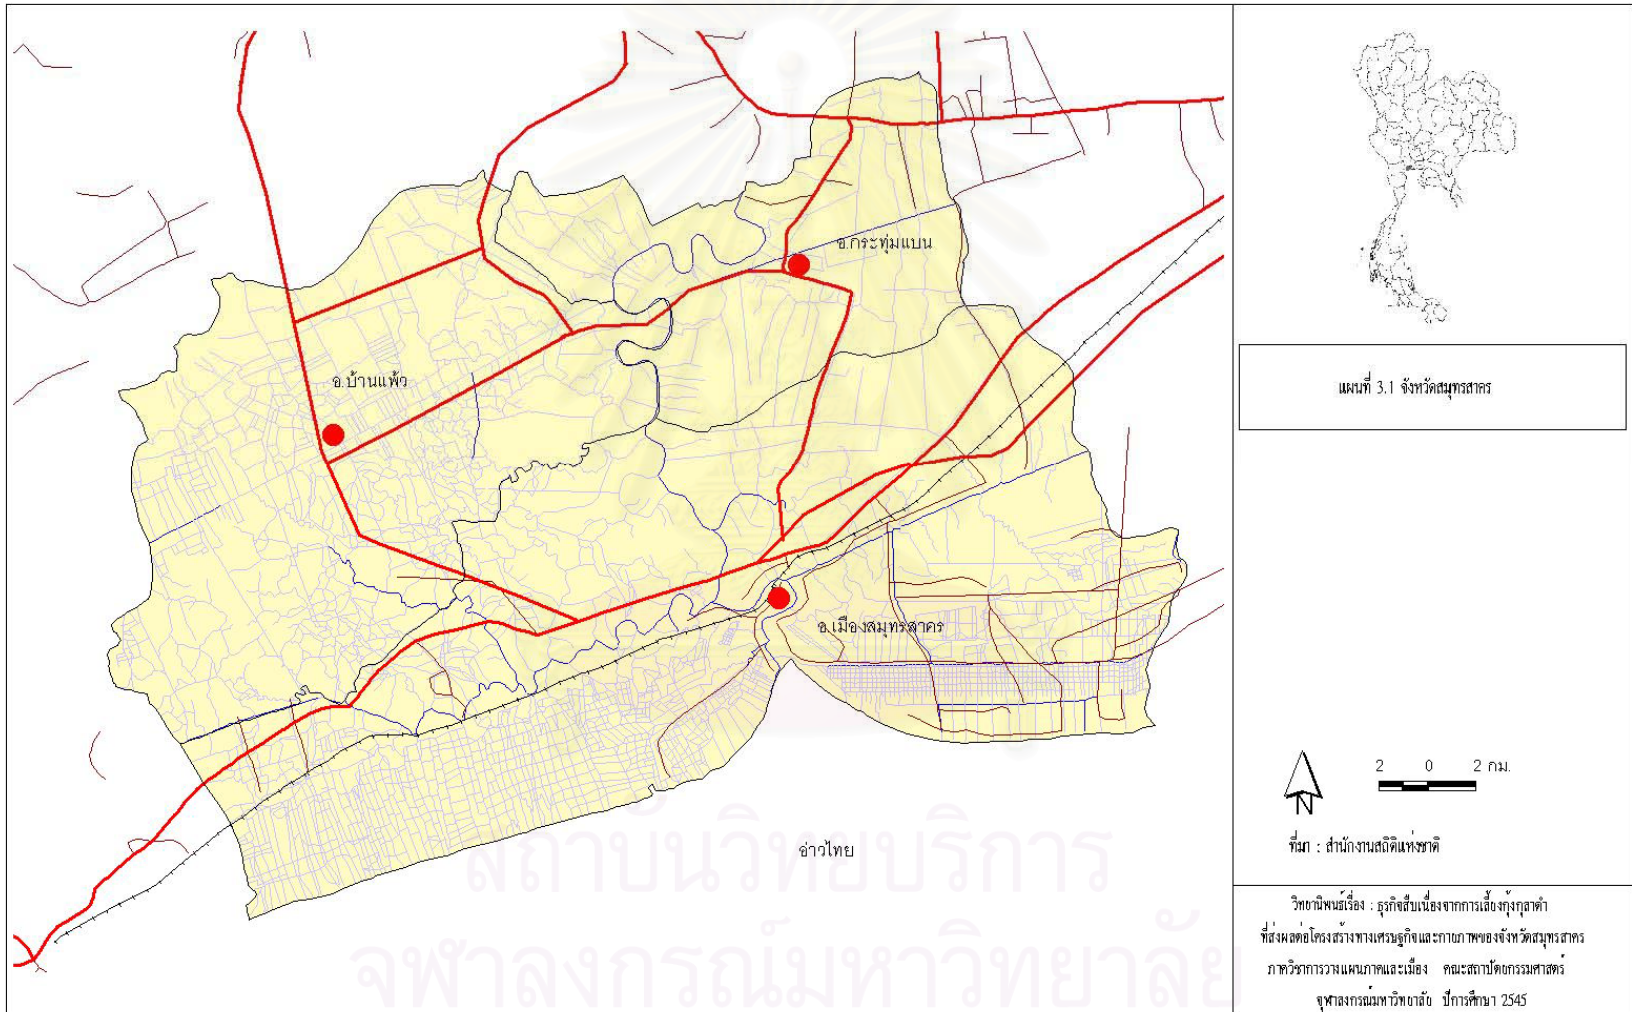 อ.กระทุ่มแบน
อ.บ้านแพ้ว
อ.เมืองสมุทรสาคร
อ่าวไทย
แผนที่ 3.1 จังหวัดสมุทรสาคร
N
2 0 2 กม.
ที่มา : สำนักงานสถิติแห่งชาติ
วิทยานิพนธ์เรื่อง : ธุรกิจสืบเนื่องจากการเลี้ยงกุ้งกุลาดำ
ที่ส่งผลต่อโครงสร้างทางเศรษฐกิจและกายภาพของจังหวัดสมุทรสาคร
ภาควิชาการวางแผนภาคและเมือง คณะสถาปัตยกรรมศาสตร์
จุฬาลงกรณ์มหาวิทยาลัย ปีการศึกษา 2545
สถาบันวิทยบริการ
จุฬาลงกรณ์มหาวิทยาลัย